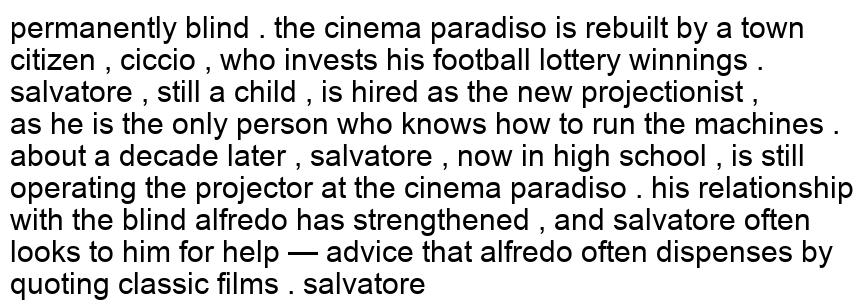 permanently blind . the cinema paradiso is rebuilt by a town
citizen , ciccio , who invests his football lottery winnings .
salvatore , still a child , is hired as the new projectionist ,
as he is the only person who knows how to run the machines .
about a decade later , salvatore , now in high school , is still
operating the projector at the cinema paradiso . his relationship
with the blind alfredo has strengthened , and salvatore often
looks to him for help — advice that alfredo often dispenses by
quoting classic films . salvatore